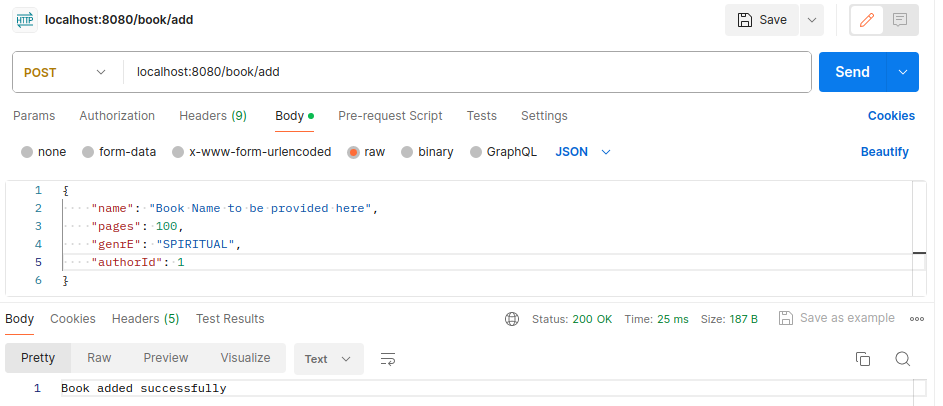 HTTP localhost:8080/book/add Save
POST localhost:8080/book/add Send
Params Authorization Headers (9) Body Pre-request Script Tests Settings Cookies
none form-data x-www-form-urlencoded raw binary GraphQL JSON Beautify
1 {
2 "name": "Book Name to be provided here",
3 "pages": 100,
4 "genrE": "SPIRITUAL",
5 "authorId": 1
6 }
Body Cookies Headers (5) Test Results Status: 200 OK Time: 25 ms Size: 187 B Save as example
Pretty Raw Preview Visualize Text
1 Book added successfully